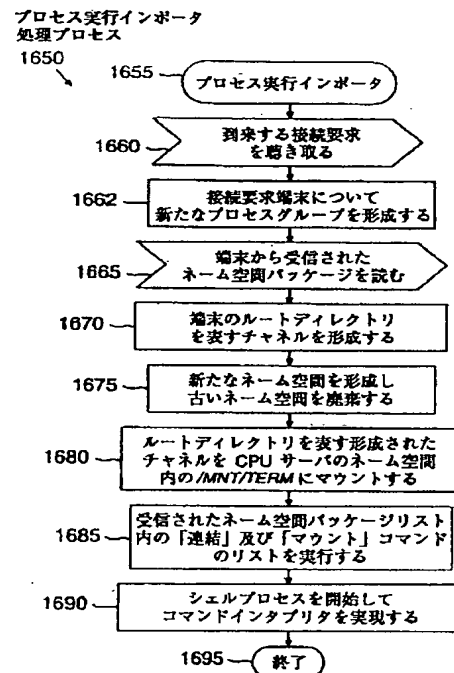 プロセス実行インポータ
処理プロセス
1650
1655
プロセス実行インポータ
到来する接続要求
を聴き取る
1660
1662
接続要求端末について
新たなプロセスグループを形成する
端末から受信された
1665
ネーム空間パッケージを読む
1670
端末のルートディレクトリ
を表すチャネルを形成する
1675
新たなネーム空間を形成し
古いネーム空間を廃棄する
1680
ルートディレクトリを表す形成された
チャネルを CPU サーバのネーム空間
内の /MNT/TERM にマウントする
1685
受信されたネーム空間パッケージリスト
内の「連結」及び「マウント」コマンド
のリストを実行する
1690
シェルプロセスを開始して
コマンドインタプリタを実現する
1695
終了